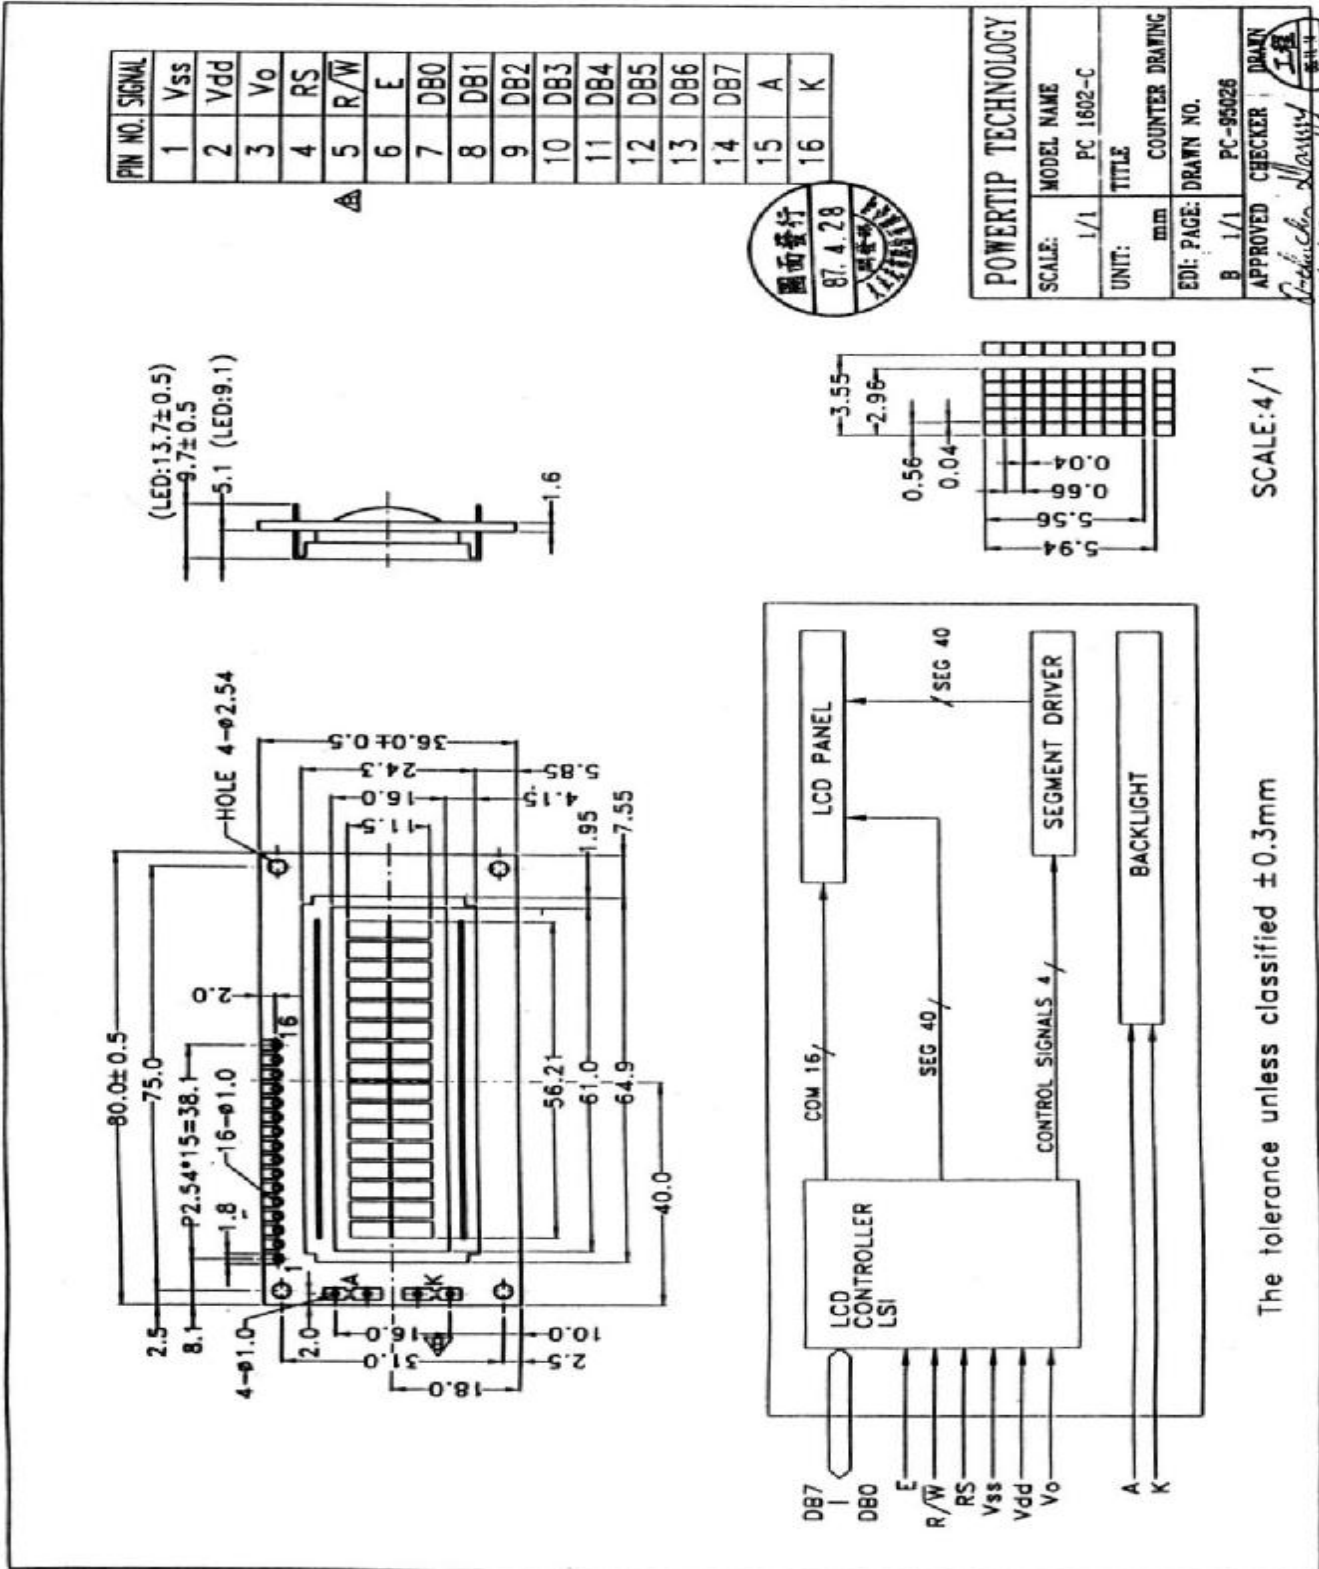 80.0±0.5
75.0
P2.54*15=38.1
16-ø1.0
1.8
2.5
8.1
2.0
HOLE 4-ø2.54
1
16
A
K
4-ø1.0
2.0
16.0
31.0
18.0
10.0
2.5
11.5
16.0
24.3
36.0±0.5
4.15
5.85
1.95
7.55
56.21
61.0
64.9
40.0
(LED:13.7±0.5)
9.7±0.5
5.1 (LED:9.1)
1.6
PIN NO. SIGNAL
1 Vss
2 Vdd
3 Vo
4 RS
5 R/W̅
6 E
7 DB0
8 DB1
9 DB2
10 DB3
11 DB4
12 DB5
13 DB6
14 DB7
15 A
16 K
DB7
DB0
E
R/W̅
RS
Vss
Vdd
Vo
A
K
LCD
CONTROLLER
LSI
COM 16
SEG 40
CONTROL SIGNALS 4
LCD PANEL
SEG 40
SEGMENT DRIVER
BACKLIGHT
3.55
2.96
0.56
0.04
0.04
0.66
5.56
5.94
SCALE:4/1
The tolerance unless classified ±0.3mm
圖面發行
87.4.28
POWERTIP TECHNOLOGY
SCALE: 1/1
MODEL NAME
PC 1602-C
UNIT: mm
TITLE
COUNTER DRAWING
EDI: PAGE: DRAWN NO.
B 1/1 PC-95026
APPROVED CHECKER DRAWN
工程